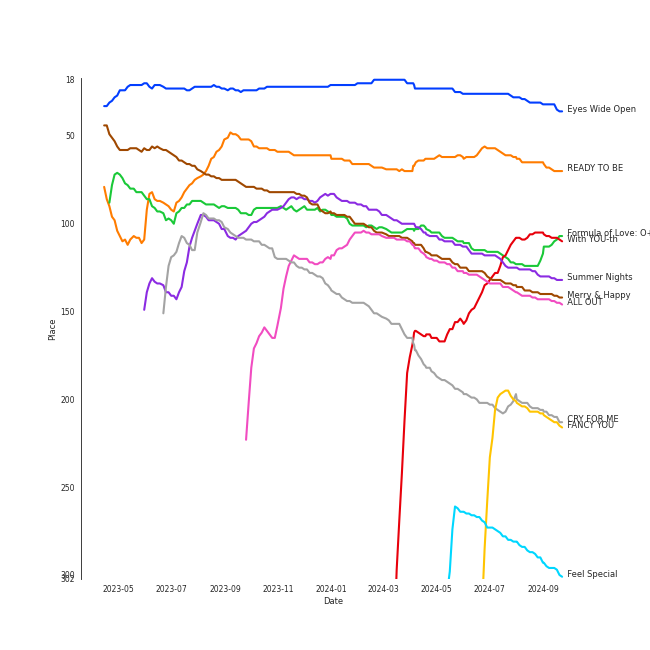 18
50
100
150
200
250
300
302
Place
2023-05
2023-07
2023-09
2023-11
2024-01
2024-03
2024-05
2024-07
2024-09
Date
Eyes Wide Open
READY TO BE
Formula of Love: O+
With YOU-th
Summer Nights
Merry & Happy
ALL OUT
CRY FOR ME
FANCY YOU
Feel Special